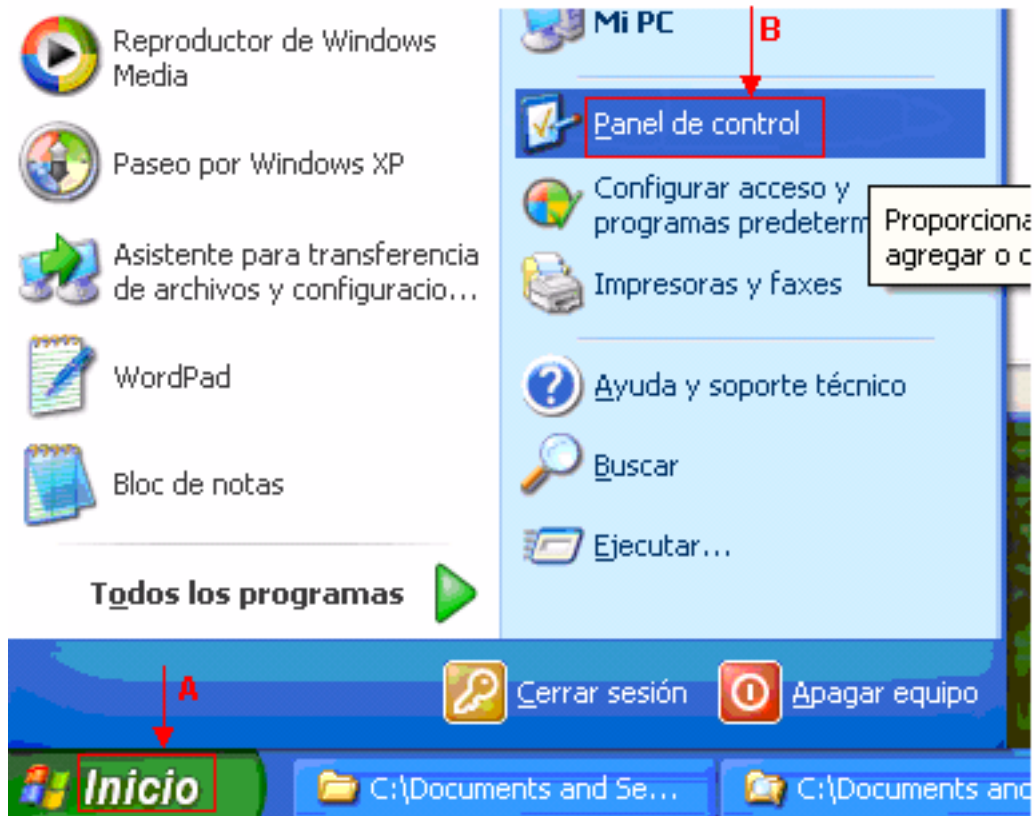 Reproductor de Windows
Media
Paseo por Windows XP
Asistente para transferencia
de archivos y configuracio...
WordPad
Bloc de notas
Todos los programas
Mi PC
B
Panel de control
Configurar acceso y
programas predeterm
Proporciona
agregar o c
Impresoras y faxes
Ayuda y soporte técnico
Buscar
Ejecutar...
A
Cerrar sesión
Apagar equipo
Inicio
C:\Documents and Se...
C:\Documents and